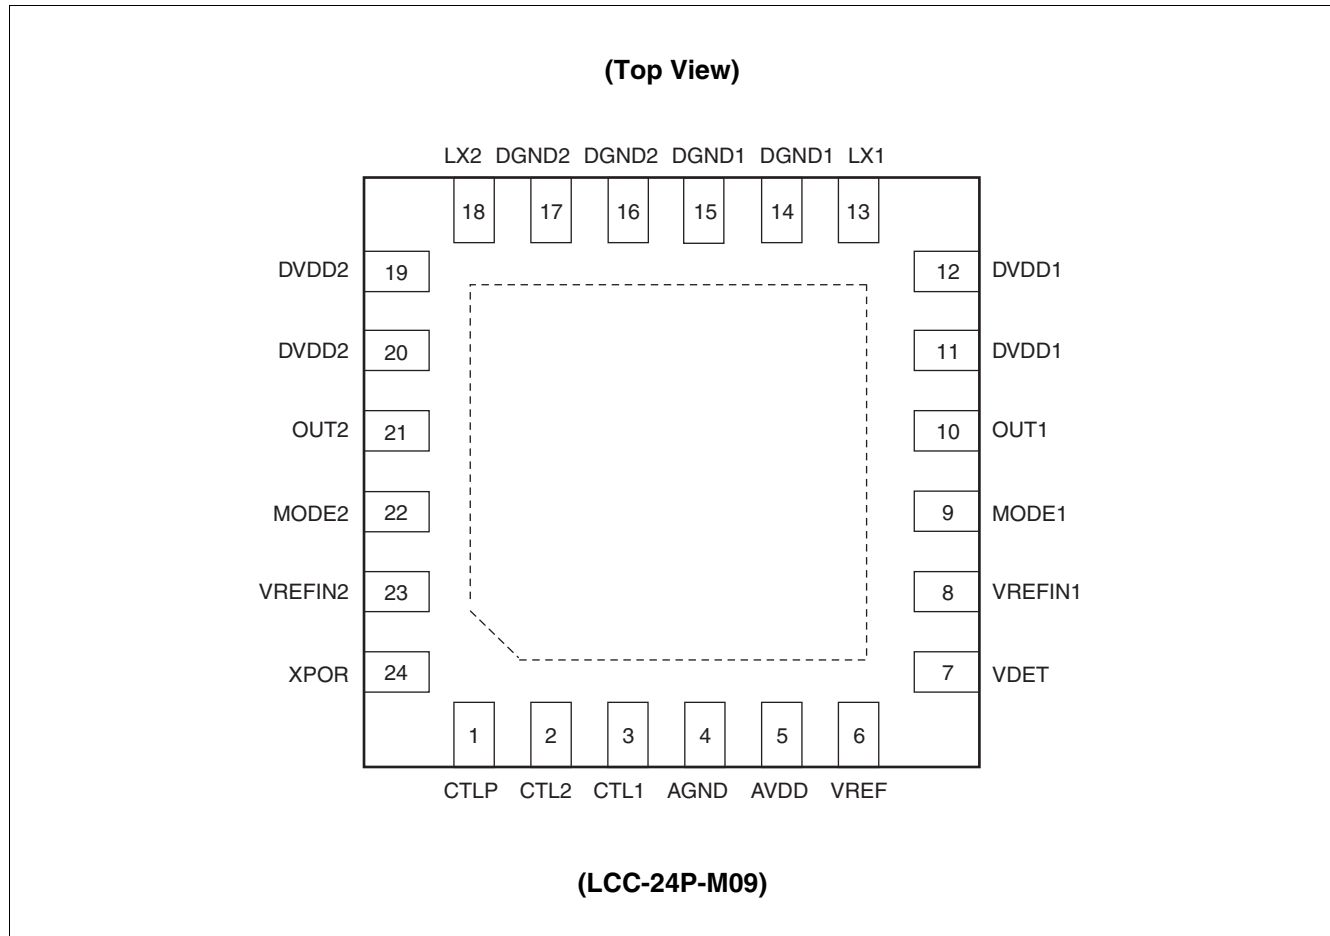 (Top View)
LX2 DGND2 DGND2 DGND1 DGND1 LX1
18 17 16 15 14 13
DVDD2 19 12 DVDD1
DVDD2 20 11 DVDD1
OUT2 21 10 OUT1
MODE2 22 9 MODE1
VREFIN2 23 8 VREFIN1
XPOR 24 7 VDET
1 2 3 4 5 6
CTLP CTL2 CTL1 AGND AVDD VREF
(LCC-24P-M09)